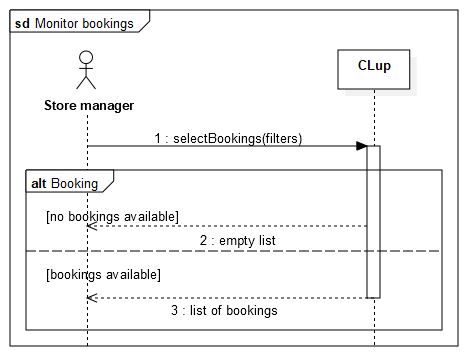 sd Monitor bookings
CLup
Store manager
1 : selectBookings(filters)
alt Booking
[no bookings available]
2 : empty list
[bookings available]
3 : list of bookings